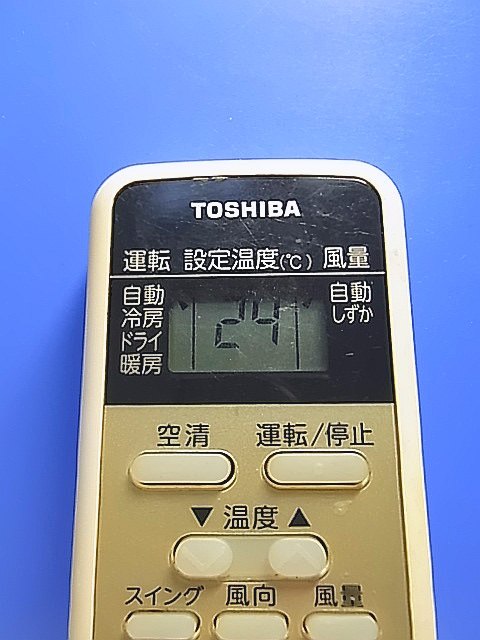 TOSHIBA
運転 設定温度(℃) 風量
自動
冷房
ドライ
暖房
24
自動
しずか
空清 運転/停止
▼ 温度 ▲
スイング 風向 風量